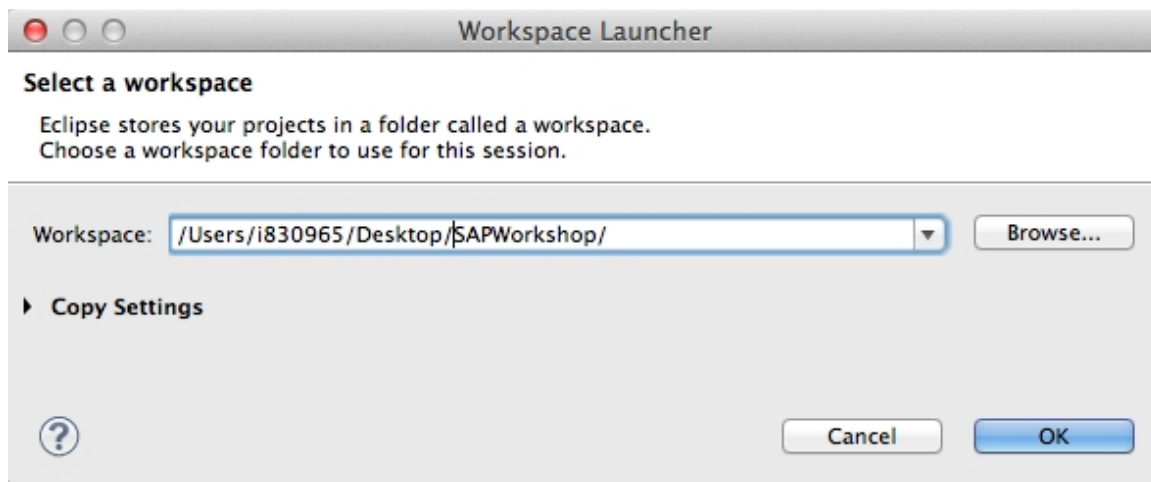 Workspace Launcher
Select a workspace
Eclipse stores your projects in a folder called a workspace.
Choose a workspace folder to use for this session.
Workspace: /Users/i830965/Desktop/SAPWorkshop/ Browse...
Copy Settings
? Cancel OK